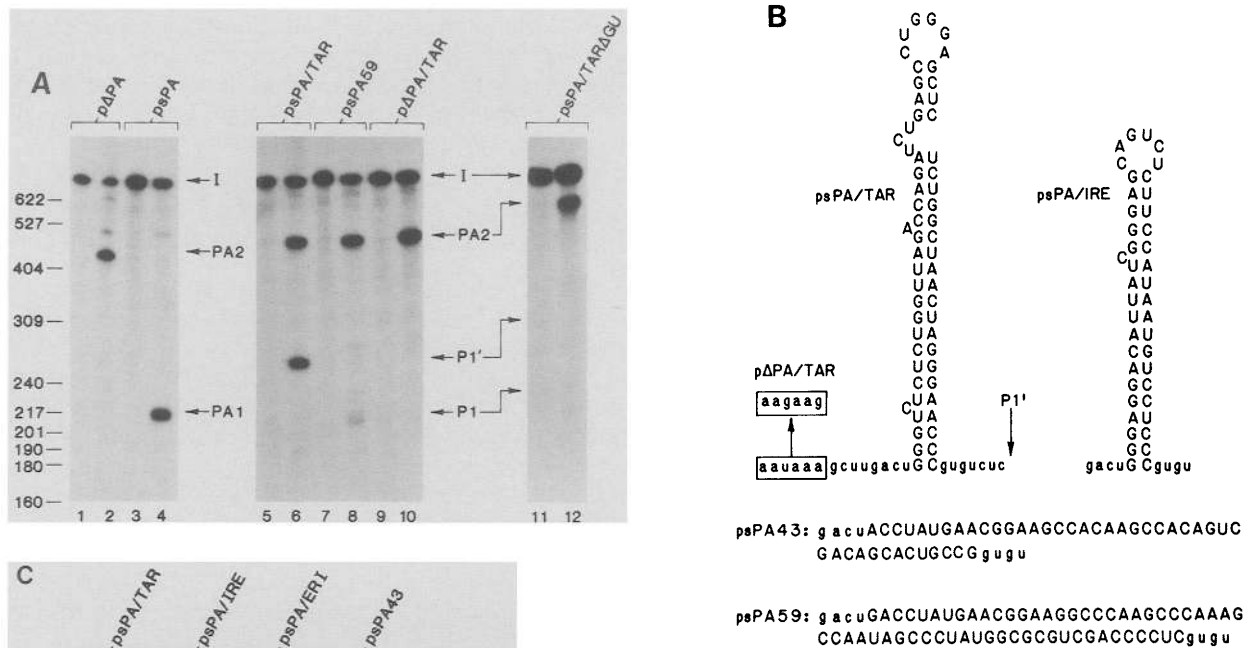 A
pΔPA
psPA
psPA/TAR
psPA59
pΔPA/TAR
psPA/TARΔGU
I
I
622
527
404
309
240
217
201
190
180
160
PA2
PA1
PA2
P1'
P1
1 2 3 4 5 6 7 8 9 10 11 12
B
psPA/TAR
psPA/IRE
pΔPA/TAR
aagaag
P1'
aauaaagcuugacuGCgugucuc
gacuGCgugu
psPA43: gacuACCUAUGAACGGAAGCCACAAGCCACAGUC
GACAGCACUGCCGgugu
psPA59: gacuGACCUAUGAACGGAAGGCCCAAGCCCAAAG
CCAAUAGCCCUAUGGCGCGUCGACCCCUCgugu
C
psPA/TAR
psPA/IRE
psPA/ERI
psPA43